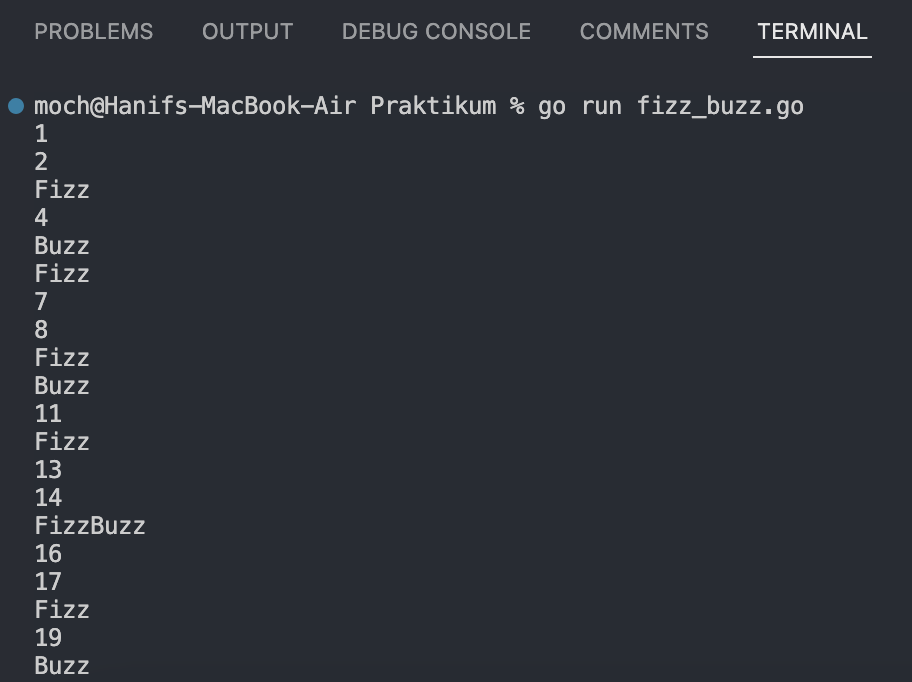 PROBLEMS OUTPUT DEBUG CONSOLE COMMENTS TERMINAL
moch@Hanifs-MacBook-Air Praktikum % go run fizz_buzz.go
1
2
Fizz
4
Buzz
Fizz
7
8
Fizz
Buzz
11
Fizz
13
14
FizzBuzz
16
17
Fizz
19
Buzz